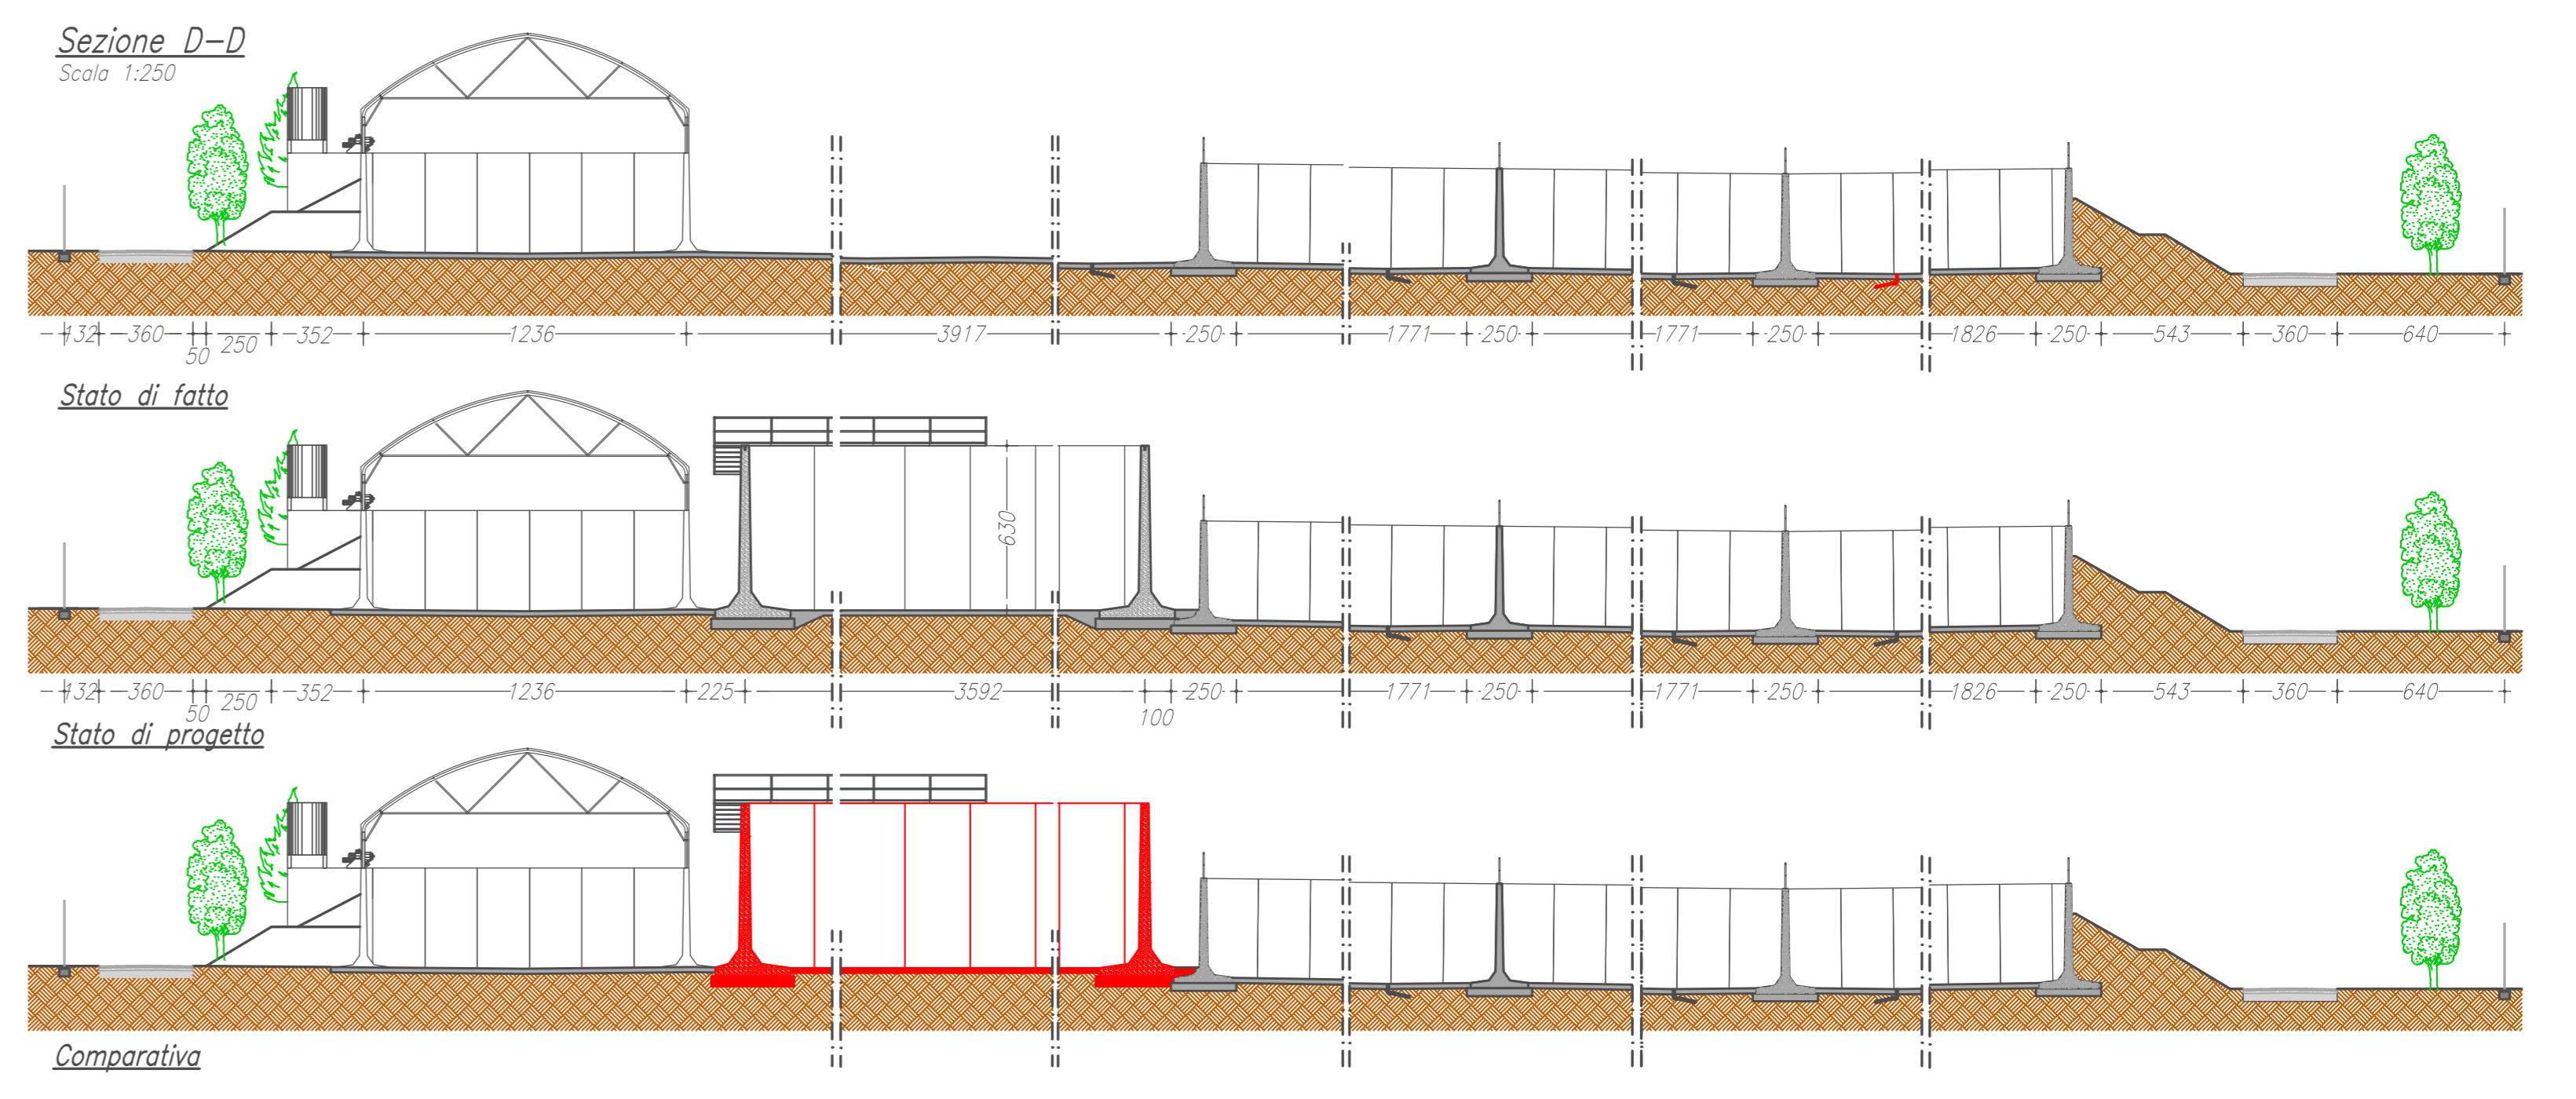 Sezione D-D
Scala 1:250
132 360 50 250 352 1236 3917 250 1771 250 1771 250 1826 250 543 360 640
Stato di fatto
630
132 360 50 250 352 1236 225 3592 100 250 1771 250 1771 250 1826 250 543 360 640
Stato di progetto
Comparativa